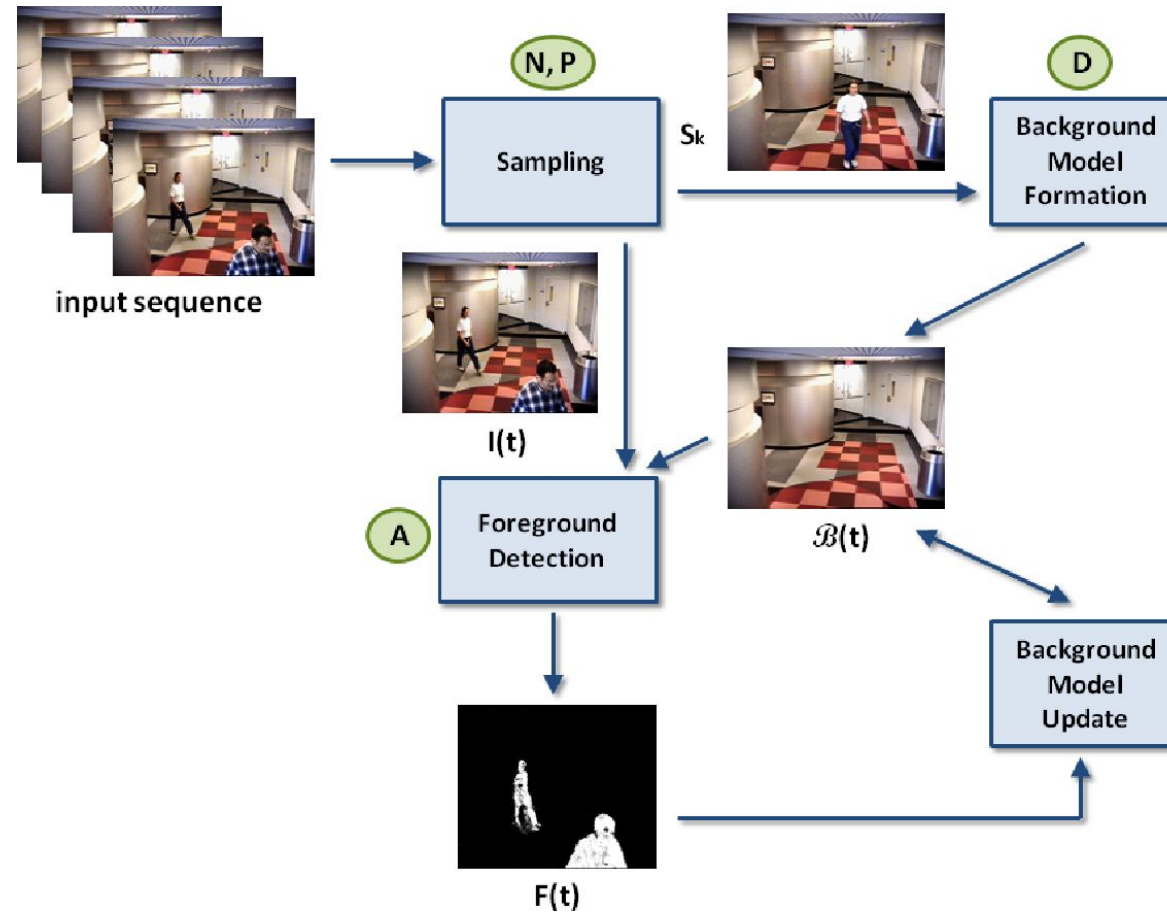 N, P
D
Sampling
Sk
Background
Model
Formation
input sequence
I(t)
ℬ(t)
A
Foreground
Detection
Background
Model
Update
F(t)